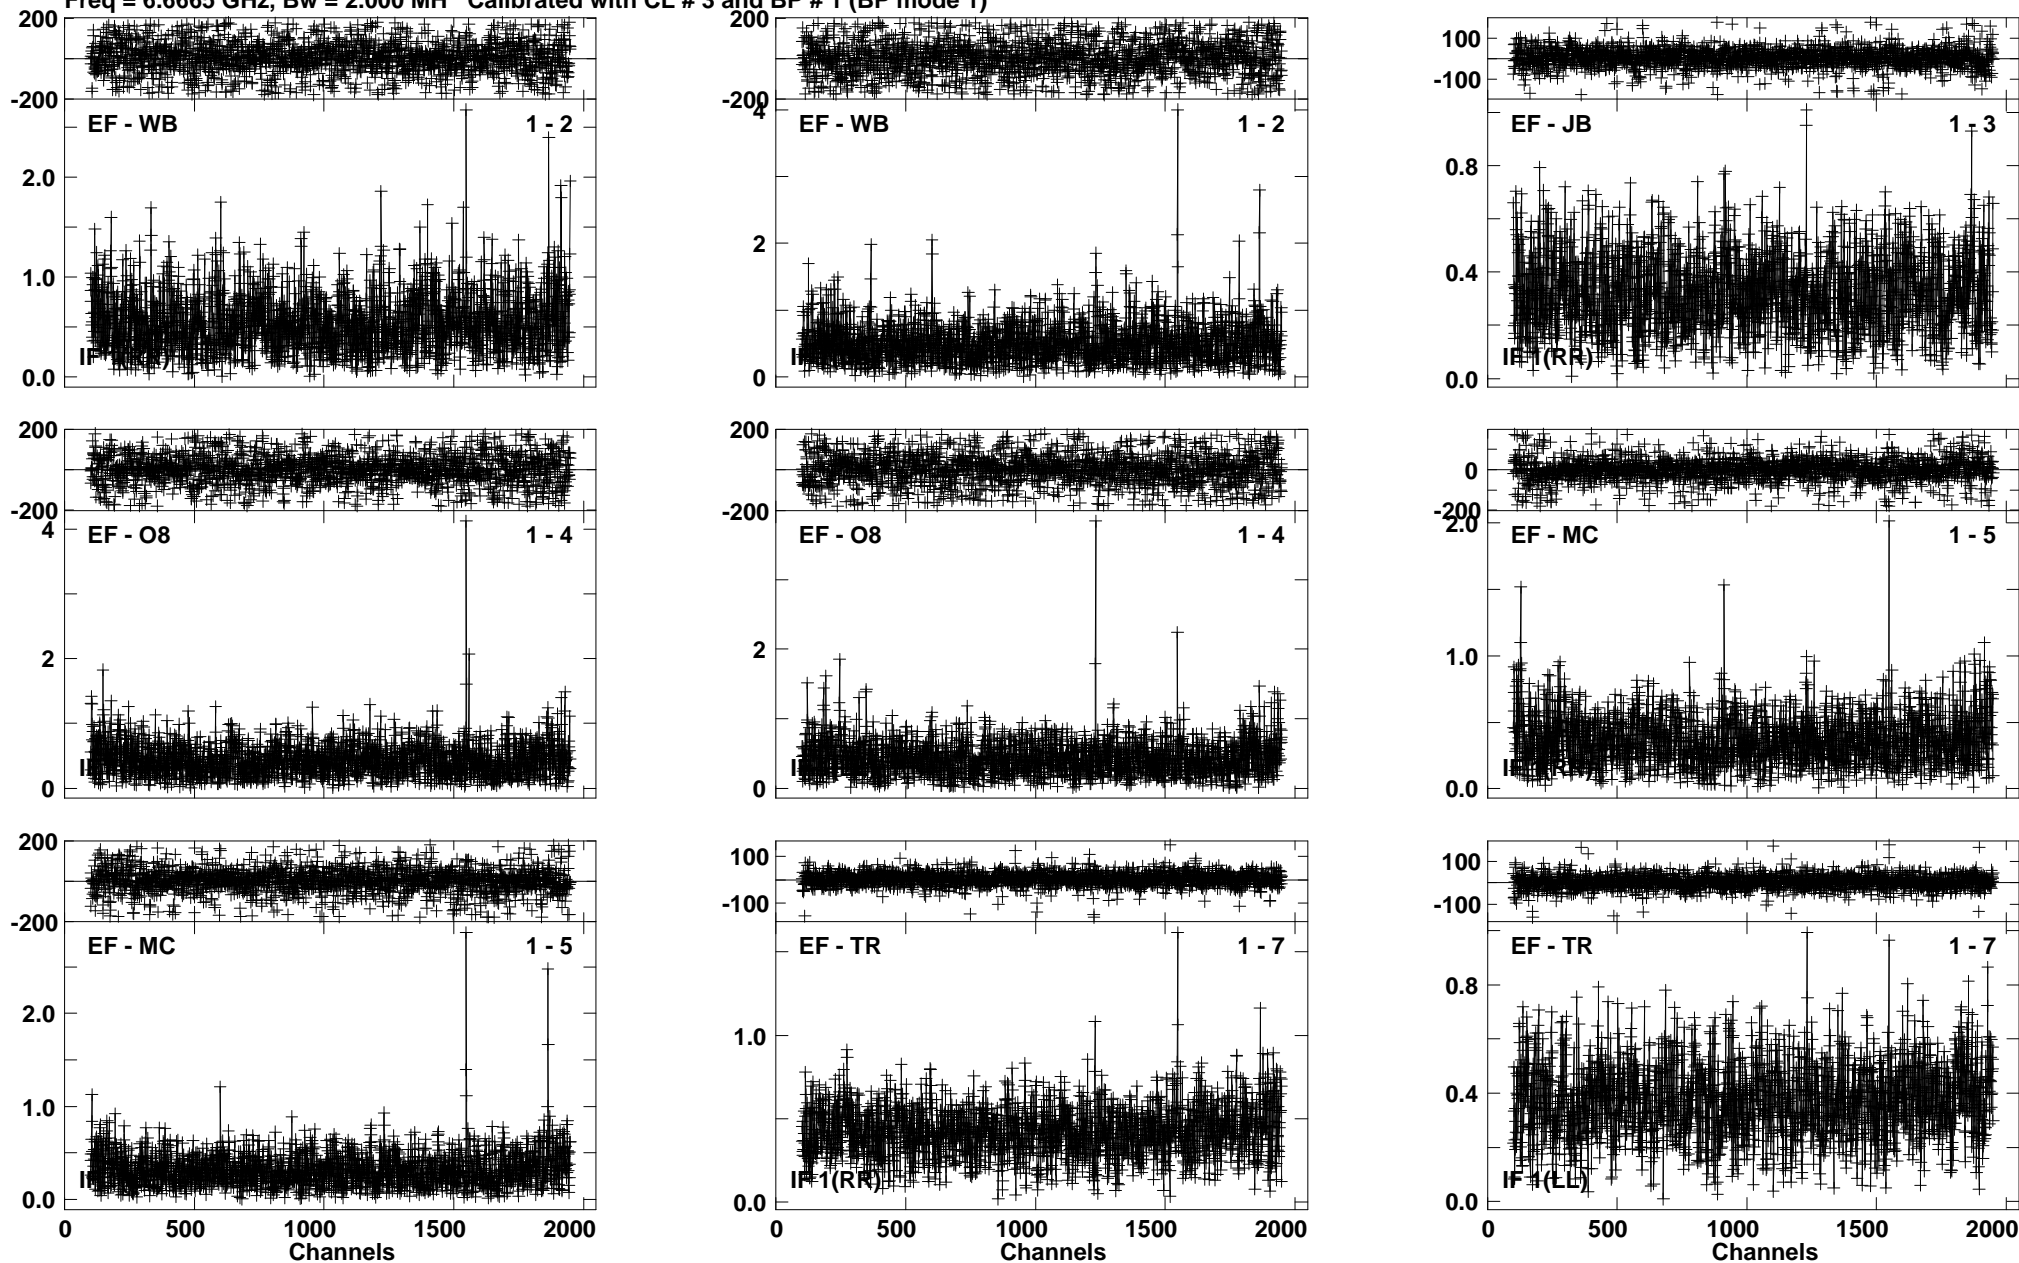 Freq = 6.6665 GHz, Bw = 2.000 MH Calibrated with CL # 3 and BP # 1 (BP mode 1)
200
-200
EF - WB 1 - 2
2.0
1.0
0.0
200
-200
4
EF - WB 1 - 2
2
0
100
-100
EF - JB 1 - 3
0.8
0.4
IF 1(RR)
0.0
200
-200
EF - O8 1 - 4
4
2
0
200
-200
EF - O8 1 - 4
2
0
0
-200
2.0
EF - MC 1 - 5
1.0
0.0
200
-200
EF - MC 1 - 5
2.0
1.0
0.0
0 500 1000 1500 2000
Channels
100
-100
EF - TR 1 - 7
1.0
IF 1(RR)
0.0
0 500 1000 1500 2000
Channels
100
-100
EF - TR 1 - 7
0.8
0.4
IF 1(LL)
0.0
0 500 1000 1500 2000
Channels